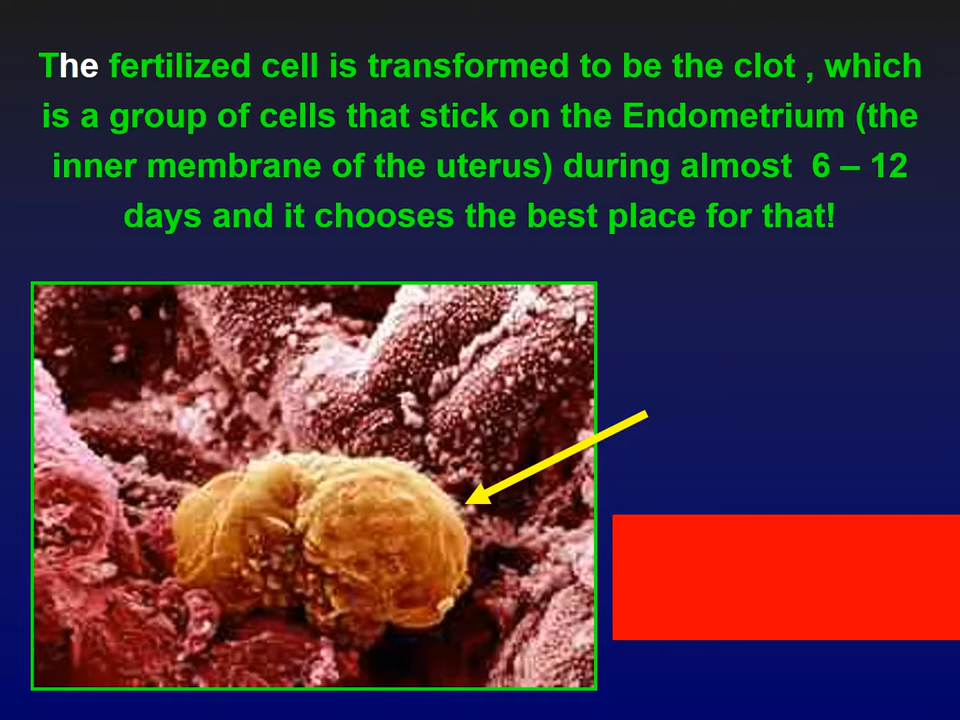 The fertilized cell is transformed to be the clot , which
is a group of cells that stick on the Endometrium (the
inner membrane of the uterus) during almost 6 – 12
days and it chooses the best place for that!